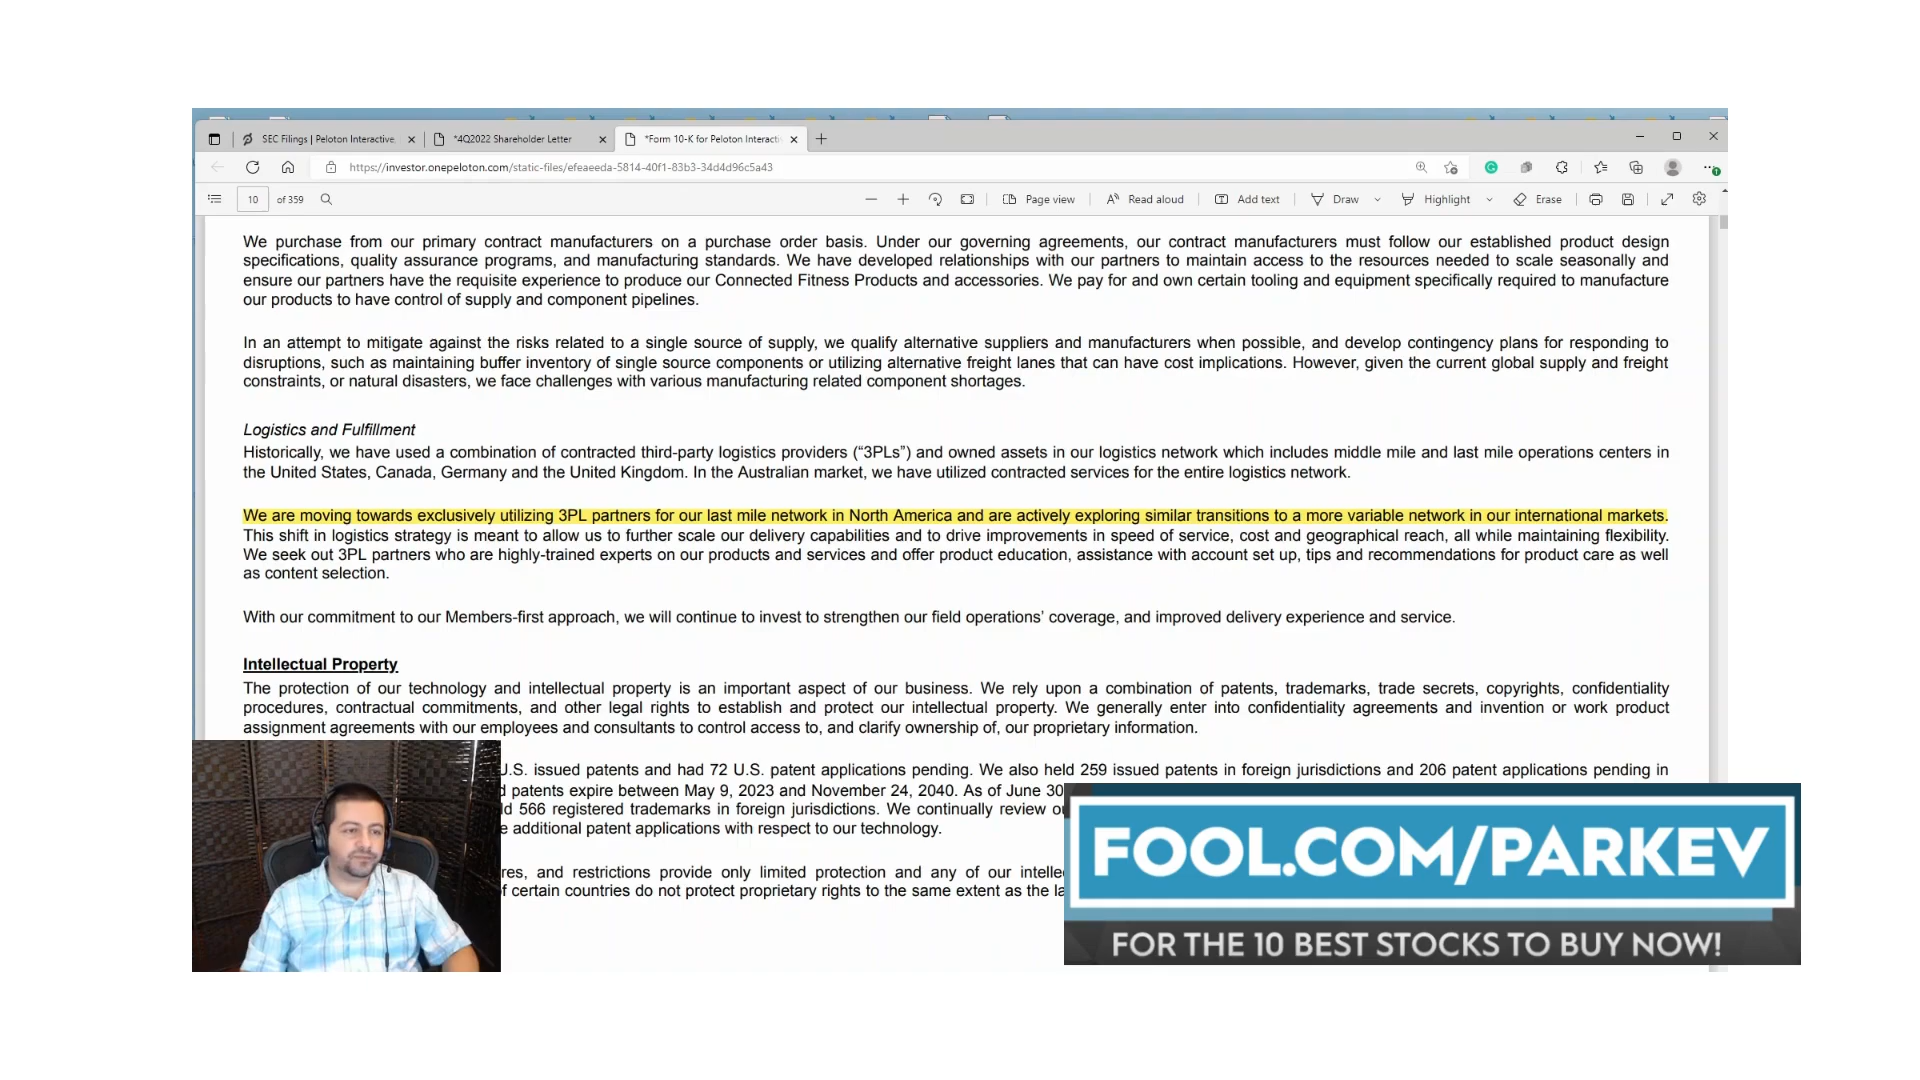 SEC Filings | Peloton Interactive
*4Q2022 Shareholder Letter
*Form 10-K for Peloton Interacti
https://investor.onepeloton.com/static-files/efeaeeda-5814-40f1-83b3-34d4d96c5a43
10 of 359
Page view
Read aloud
Add text
Draw
Highlight
Erase
We purchase from our primary contract manufacturers on a purchase order basis. Under our governing agreements, our contract manufacturers must follow our established product design
specifications, quality assurance programs, and manufacturing standards. We have developed relationships with our partners to maintain access to the resources needed to scale seasonally and
ensure our partners have the requisite experience to produce our Connected Fitness Products and accessories. We pay for and own certain tooling and equipment specifically required to manufacture
our products to have control of supply and component pipelines.
In an attempt to mitigate against the risks related to a single source of supply, we qualify alternative suppliers and manufacturers when possible, and develop contingency plans for responding to
disruptions, such as maintaining buffer inventory of single source components or utilizing alternative freight lanes that can have cost implications. However, given the current global supply and freight
constraints, or natural disasters, we face challenges with various manufacturing related component shortages.
Logistics and Fulfillment
Historically, we have used a combination of contracted third-party logistics providers (“3PLs”) and owned assets in our logistics network which includes middle mile and last mile operations centers in
the United States, Canada, Germany and the United Kingdom. In the Australian market, we have utilized contracted services for the entire logistics network.
We are moving towards exclusively utilizing 3PL partners for our last mile network in North America and are actively exploring similar transitions to a more variable network in our international markets.
This shift in logistics strategy is meant to allow us to further scale our delivery capabilities and to drive improvements in speed of service, cost and geographical reach, all while maintaining flexibility.
We seek out 3PL partners who are highly-trained experts on our products and services and offer product education, assistance with account set up, tips and recommendations for product care as well
as content selection.
With our commitment to our Members-first approach, we will continue to invest to strengthen our field operations’ coverage, and improved delivery experience and service.
Intellectual Property
The protection of our technology and intellectual property is an important aspect of our business. We rely upon a combination of patents, trademarks, trade secrets, copyrights, confidentiality
procedures, contractual commitments, and other legal rights to establish and protect our intellectual property. We generally enter into confidentiality agreements and invention or work product
assignment agreements with our employees and consultants to control access to, and clarify ownership of, our proprietary information.
U.S. issued patents and had 72 U.S. patent applications pending. We also held 259 issued patents in foreign jurisdictions and 206 patent applications pending in
patents expire between May 9, 2023 and November 24, 2040. As of June 30
566 registered trademarks in foreign jurisdictions. We continually review
additional patent applications with respect to our technology.
and restrictions provide only limited protection and any of our
certain countries do not protect proprietary rights to the same extent as the
FOOL.COM/PARKEV
FOR THE 10 BEST STOCKS TO BUY NOW!